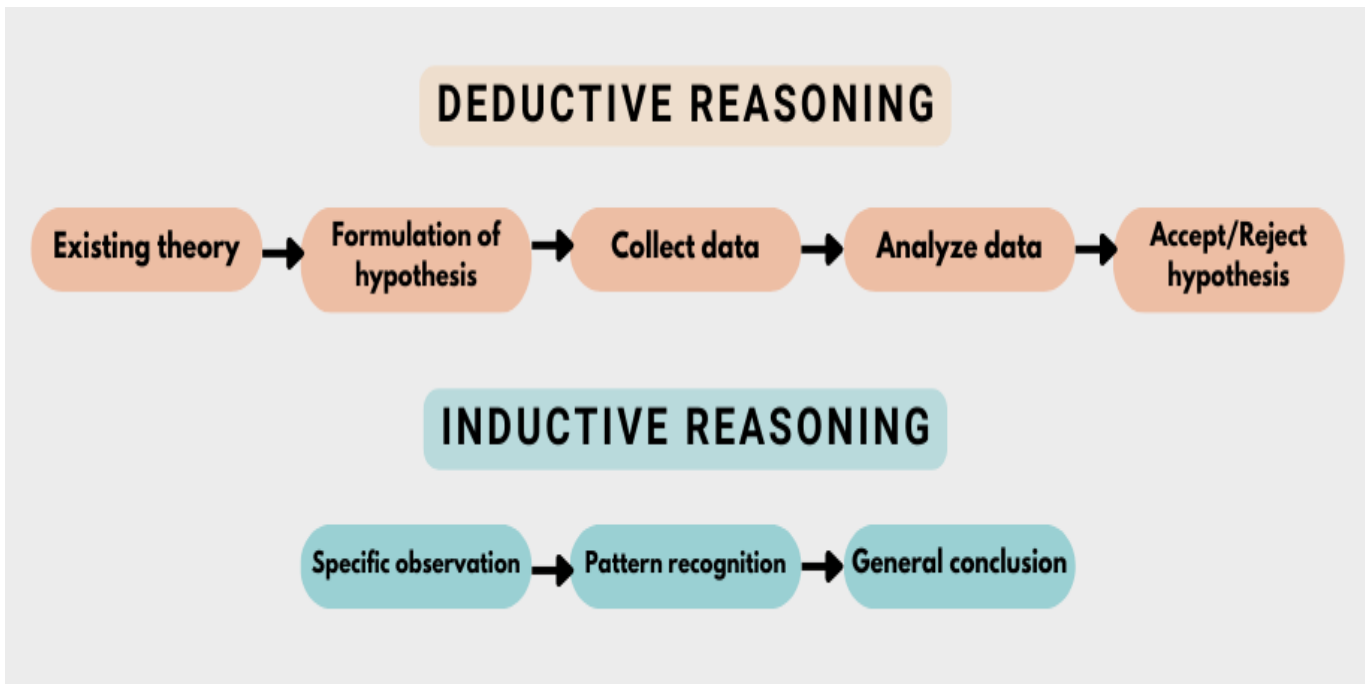 DEDUCTIVE REASONING
Existing theory
Formulation of
hypothesis
Collect data
Analyze data
Accept/Reject
hypothesis
INDUCTIVE REASONING
Specific observation
Pattern recognition
General conclusion